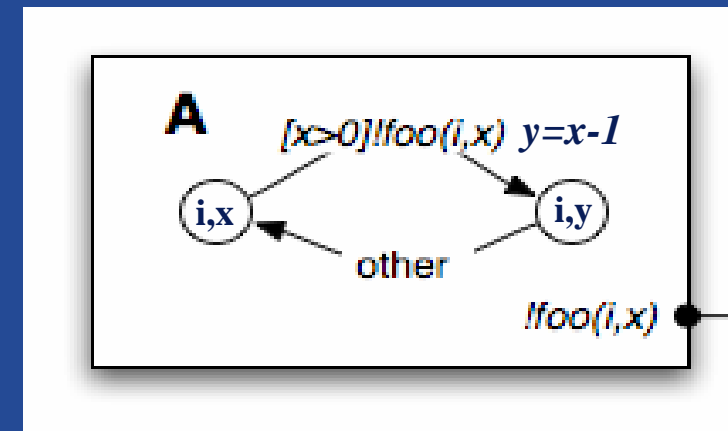 A
[x>0]!foo(i,x) y=x-1
i,x
i,y
other
!foo(i,x)